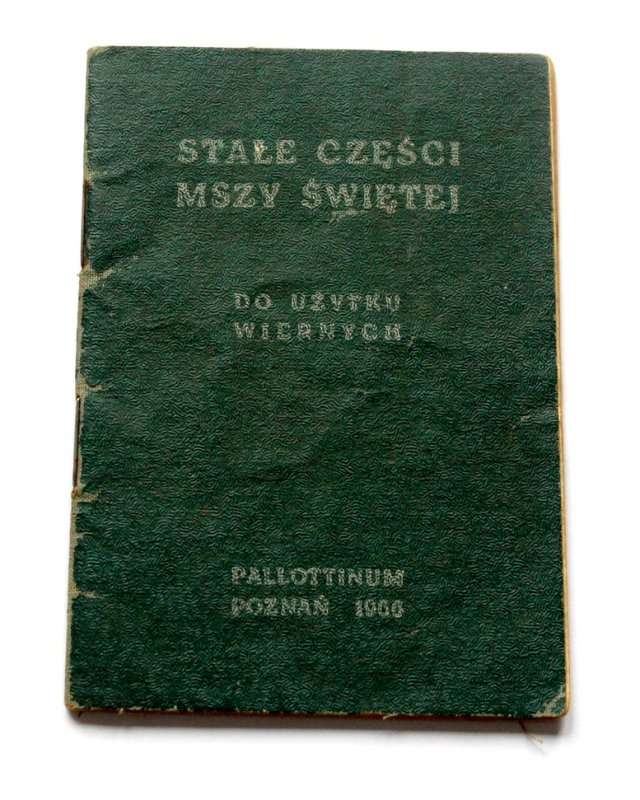 STAŁE CZĘŚCI
MSZY ŚWIĘTEJ
DO UŻYTKU
WIERNYCH
PALLOTTINUM
POZNAŃ 1966